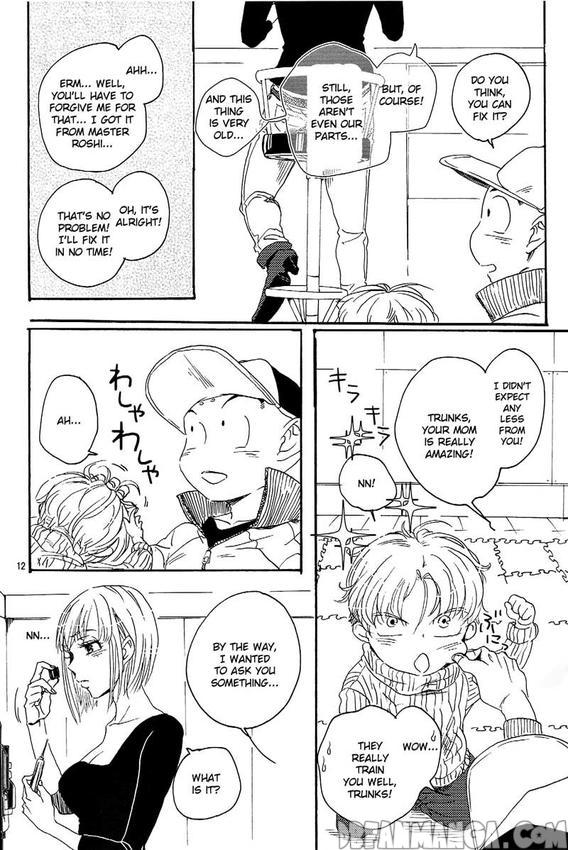 DO YOU
THINK,
YOU CAN
FIX IT?
BUT, OF
COURSE!
STILL,
THOSE
AREN'T
EVEN OUR
PARTS...
AND THIS
THING
IS VERY
OLD...
AHH...
ERM... WELL,
YOU'LL HAVE TO
FORGIVE ME FOR
THAT... I GOT IT
FROM MASTER
ROSHI...
OH, IT'S
ALRIGHT!
THAT'S NO
PROBLEM!
I'LL FIX IT
IN NO TIME!
I DIDN'T
EXPECT
ANY
LESS
FROM
YOU!
TRUNKS,
YOUR MOM
IS REALLY
AMAZING!
キラ
キラ
NN!
ぷに
WOW...
THEY
REALLY
TRAIN
YOU WELL,
TRUNKS!
わしゃ
わしゃ
AH...
12
BY THE WAY,
I WANTED
TO ASK YOU
SOMETHING...
NN...
WHAT
IS IT?
DREAMMANGA.COM